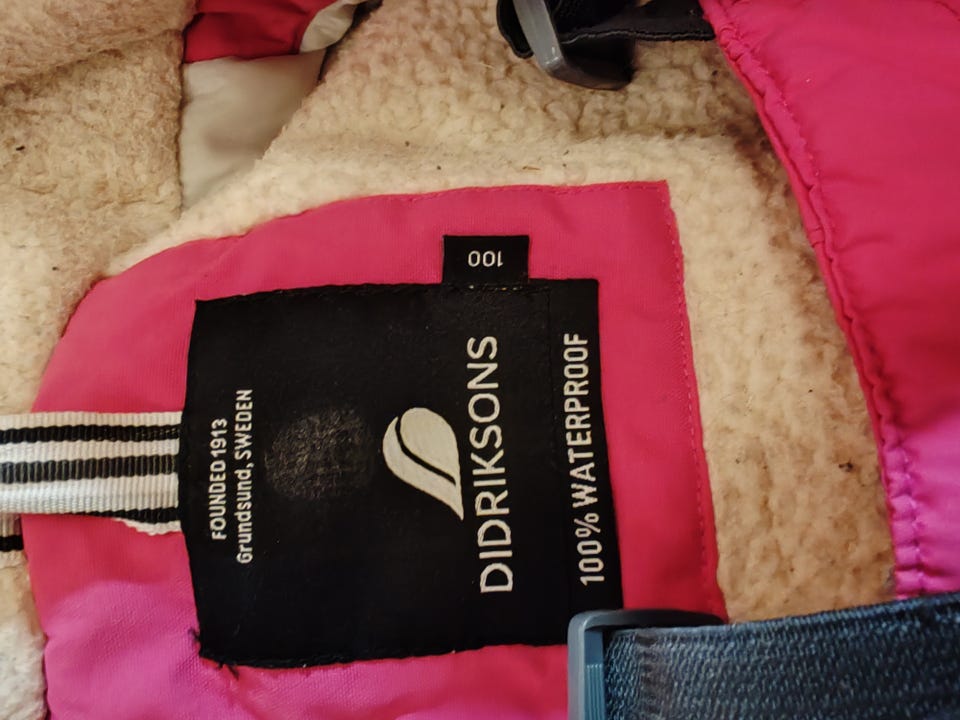 FOUNDED 1913
Grundsund, SWEDEN
DIDRIKSONS
100% WATERPROOF
100